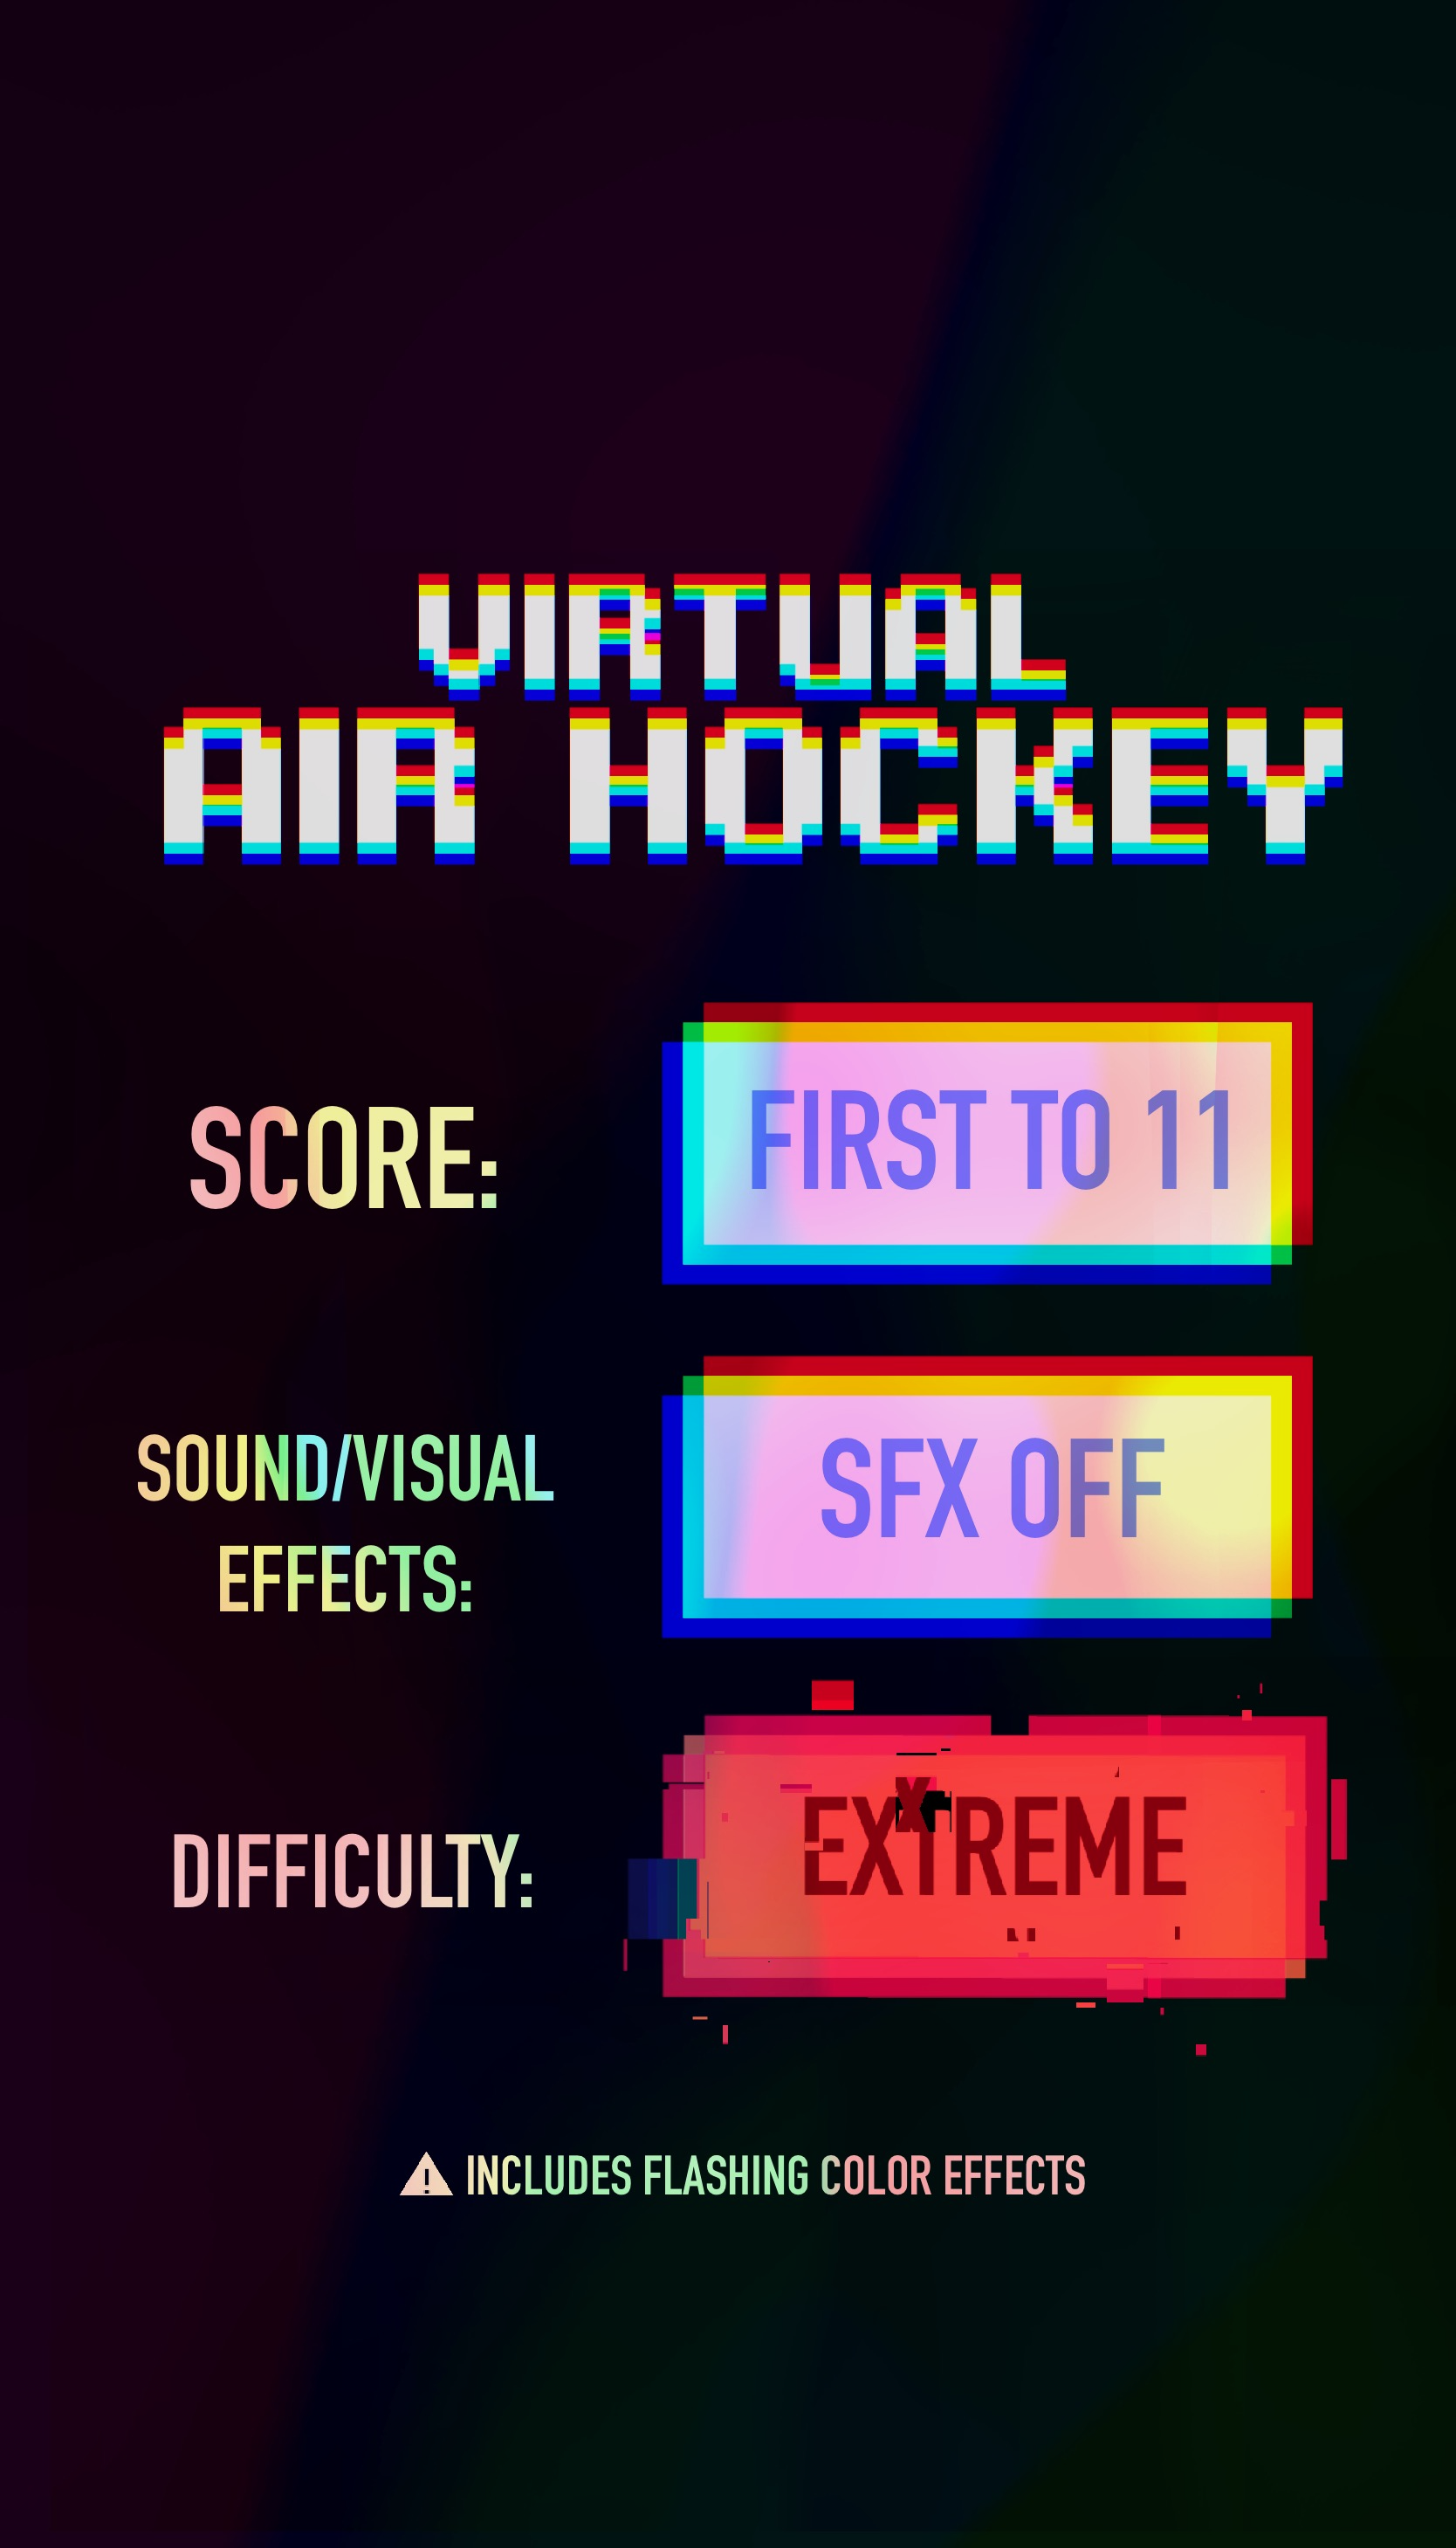 VIRTUAL
AIR HOCKEY
SCORE:
FIRST TO 11
SOUND/VISUAL
EFFECTS:
SFX OFF
DIFFICULTY:
EXTREME
INCLUDES FLASHING COLOR EFFECTS